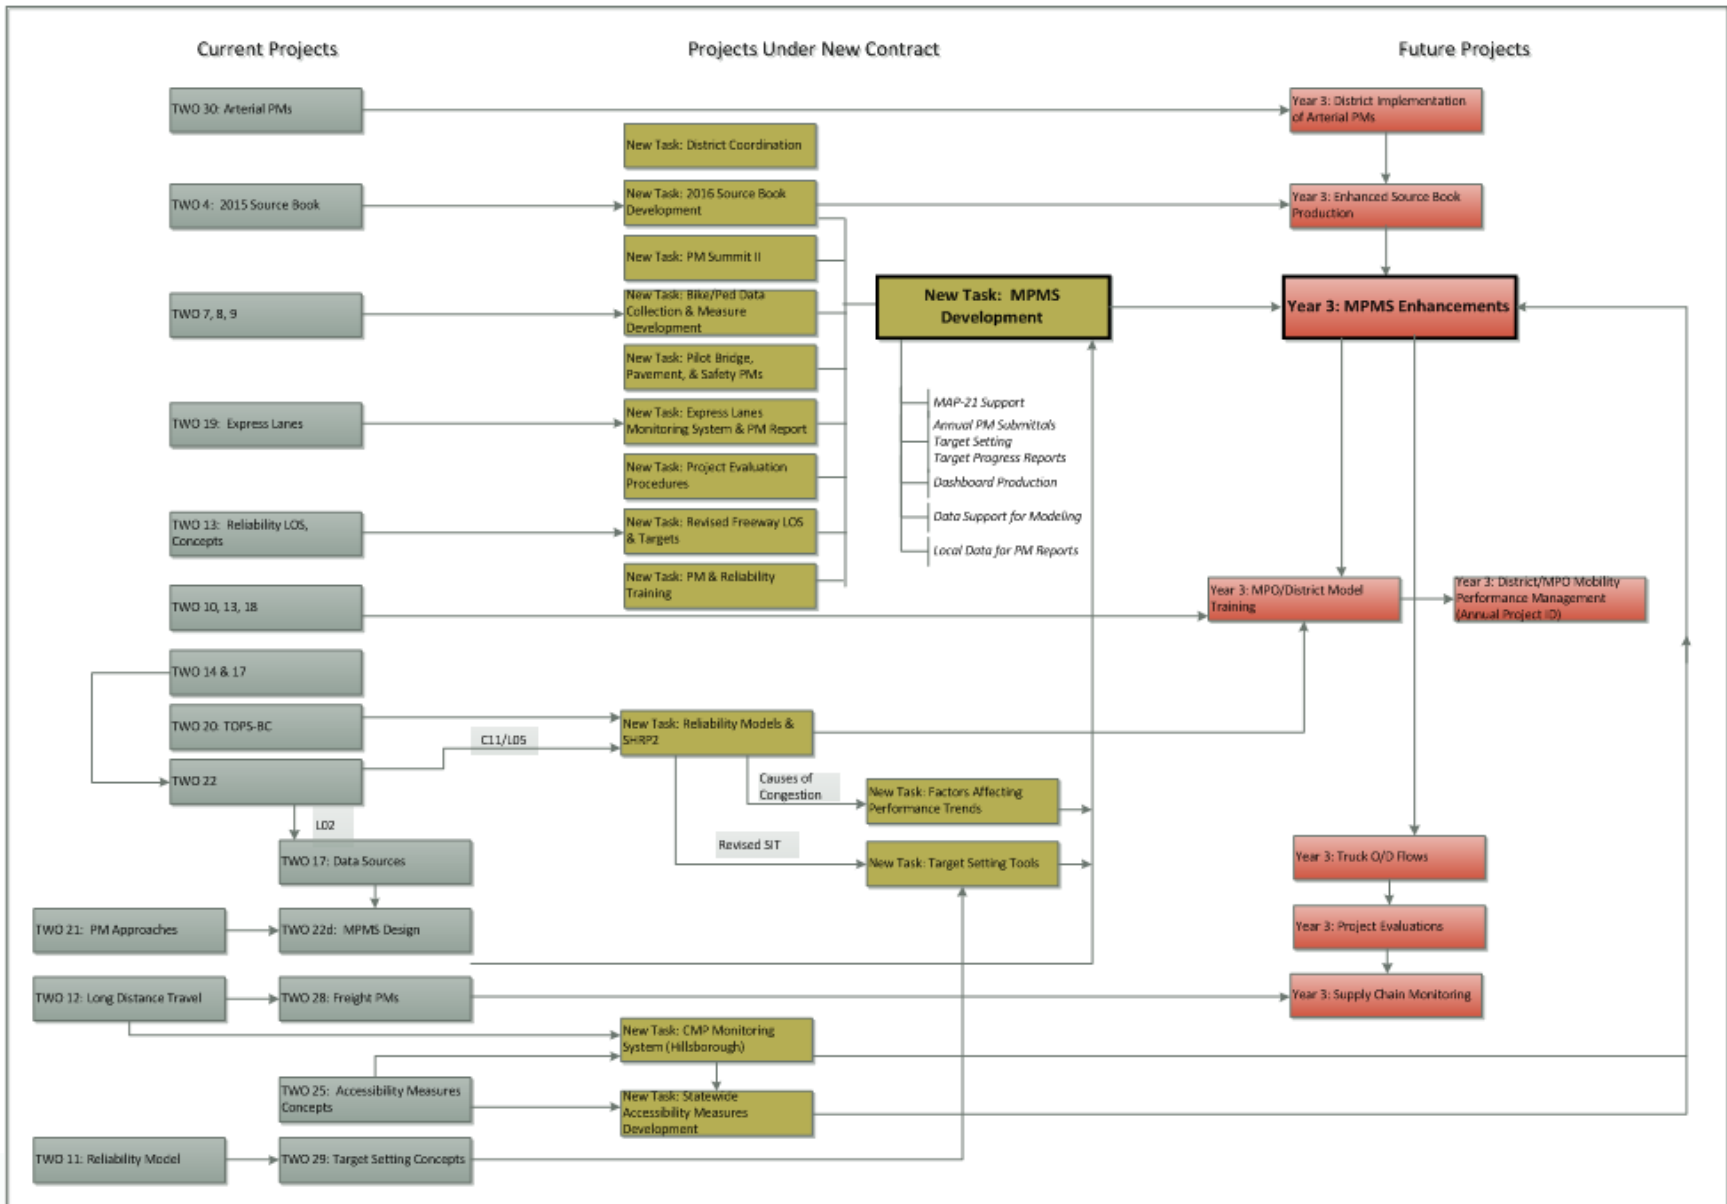 Current Projects
Projects Under New Contract
Future Projects
TWO 30: Arterial PMs
Year 3: District Implementation
of Arterial PMs
New Task: District Coordination
TWO 4: 2015 Source Book
New Task: 2016 Source Book
Development
Year 3: Enhanced Source Book
Production
New Task: PM Summit II
TWO 7, 8, 9
New Task: Bike/Ped Data
Collection & Measure
Development
New Task: MPMS
Development
Year 3: MPMS Enhancements
New Task: Pilot Bridge,
Pavement, & Safety PMs
MAP-21 Support
Annual PM Submittals
Target Setting
Target Progress Reports
Dashboard Production
Data Support for Modeling
Local Data for PM Reports
TWO 19: Express Lanes
New Task: Express Lanes
Monitoring System & PM Report
New Task: Project Evaluation
Procedures
TWO 13: Reliability LOS,
Concepts
New Task: Revised Freeway LOS
& Targets
New Task: PM & Reliability
Training
TWO 10, 13, 18
Year 3: MPO/District Model
Training
Year 3: District/MPO Mobility
Performance Management
(Annual Project ID)
TWO 14 & 17
TWO 20: TOPS-BC
C11/L05
New Task: Reliability Models &
SHRP2
TWO 22
Causes of
Congestion
New Task: Factors Affecting
Performance Trends
L02
Revised SIT
New Task: Target Setting Tools
TWO 17: Data Sources
Year 3: Truck O/D Flows
TWO 21: PM Approaches
TWO 22d: MPMS Design
Year 3: Project Evaluations
TWO 12: Long Distance Travel
TWO 28: Freight PMs
Year 3: Supply Chain Monitoring
New Task: CMP Monitoring
System (Hillsborough)
TWO 25: Accessibility Measures
Concepts
New Task: Statewide
Accessibility Measures
Development
TWO 11: Reliability Model
TWO 29: Target Setting Concepts